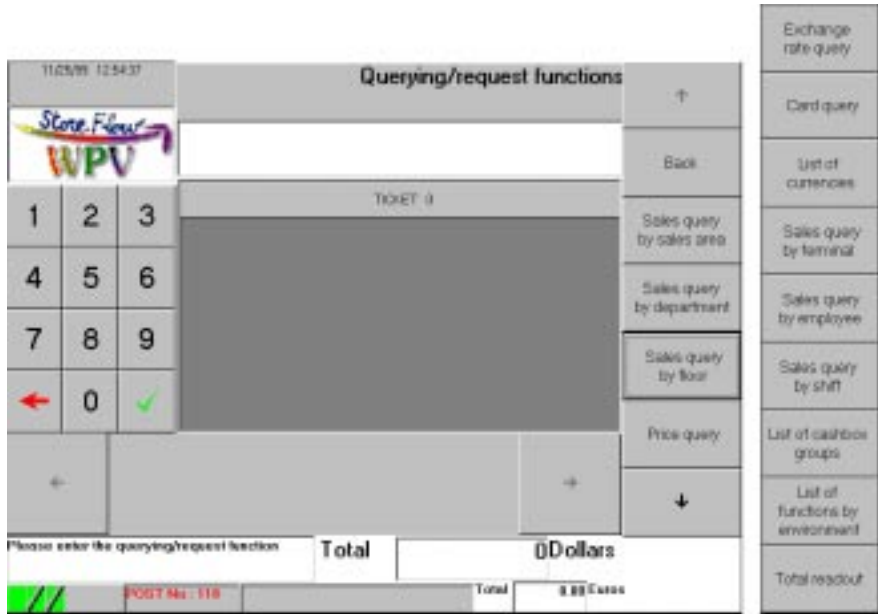 11/25/99 12:54:37
Querying/request functions
Store.Flow
WPV
TICKET 0
1 2 3
4 5 6
7 8 9
0
Back
Sales query
by sales area
Sales query
by department
Sales query
by floor
Price query
Please enter the querying/request function
Total
0Dollars
POST No : 118
Total
0.00 Euros
Exchange
rate query
Card query
List of
currencies
Sales query
by terminal
Sales query
by employee
Sales query
by shift
List of cashbox
groups
List of
functions by
environment
Total readout